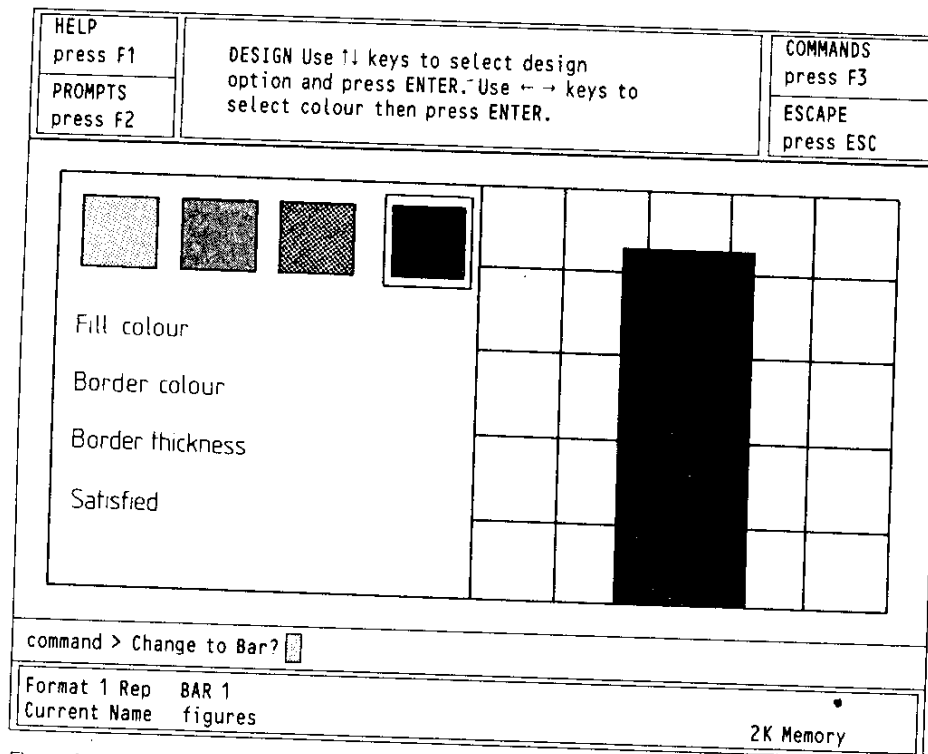 HELP
press F1
PROMPTS
press F2
DESIGN Use ↑↓ keys to select design
option and press ENTER. Use ← → keys to
select colour then press ENTER.
COMMANDS
press F3
ESCAPE
press ESC
Fill colour
Border colour
Border thickness
Satisfied
command > Change to Bar?
Format 1 Rep BAR 1
Current Name figures
2K Memory